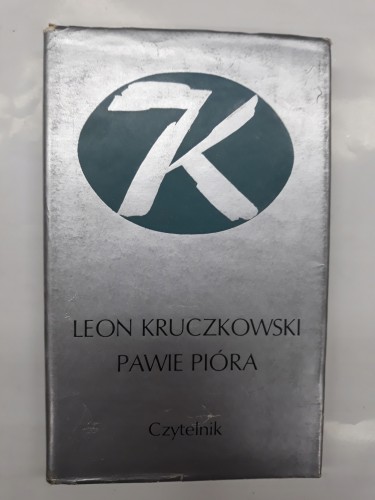 7K
LEON KRUCZKOWSKI
PAWIE PIÓRA
Czytelnik